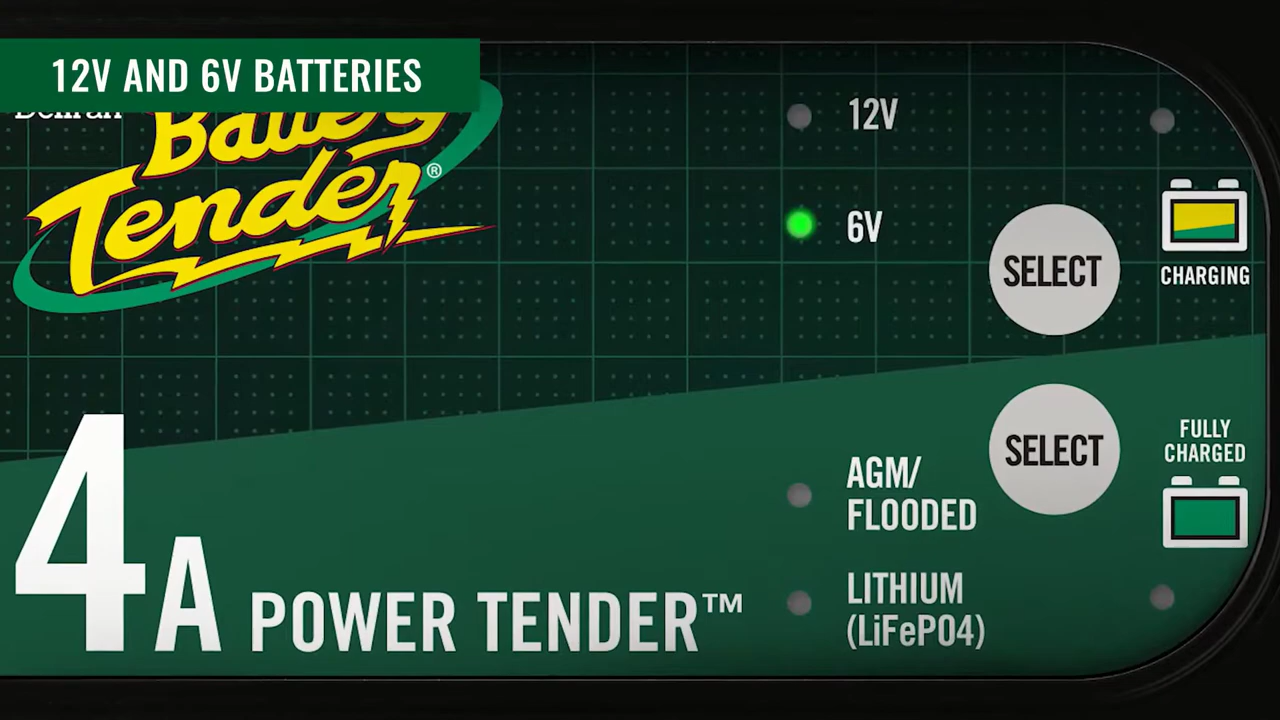 12V AND 6V BATTERIES
Battery
Tender®
12V
6V
SELECT
CHARGING
SELECT
FULLY
CHARGED
AGM/
FLOODED
LITHIUM
(LiFePO4)
4A POWER TENDER™